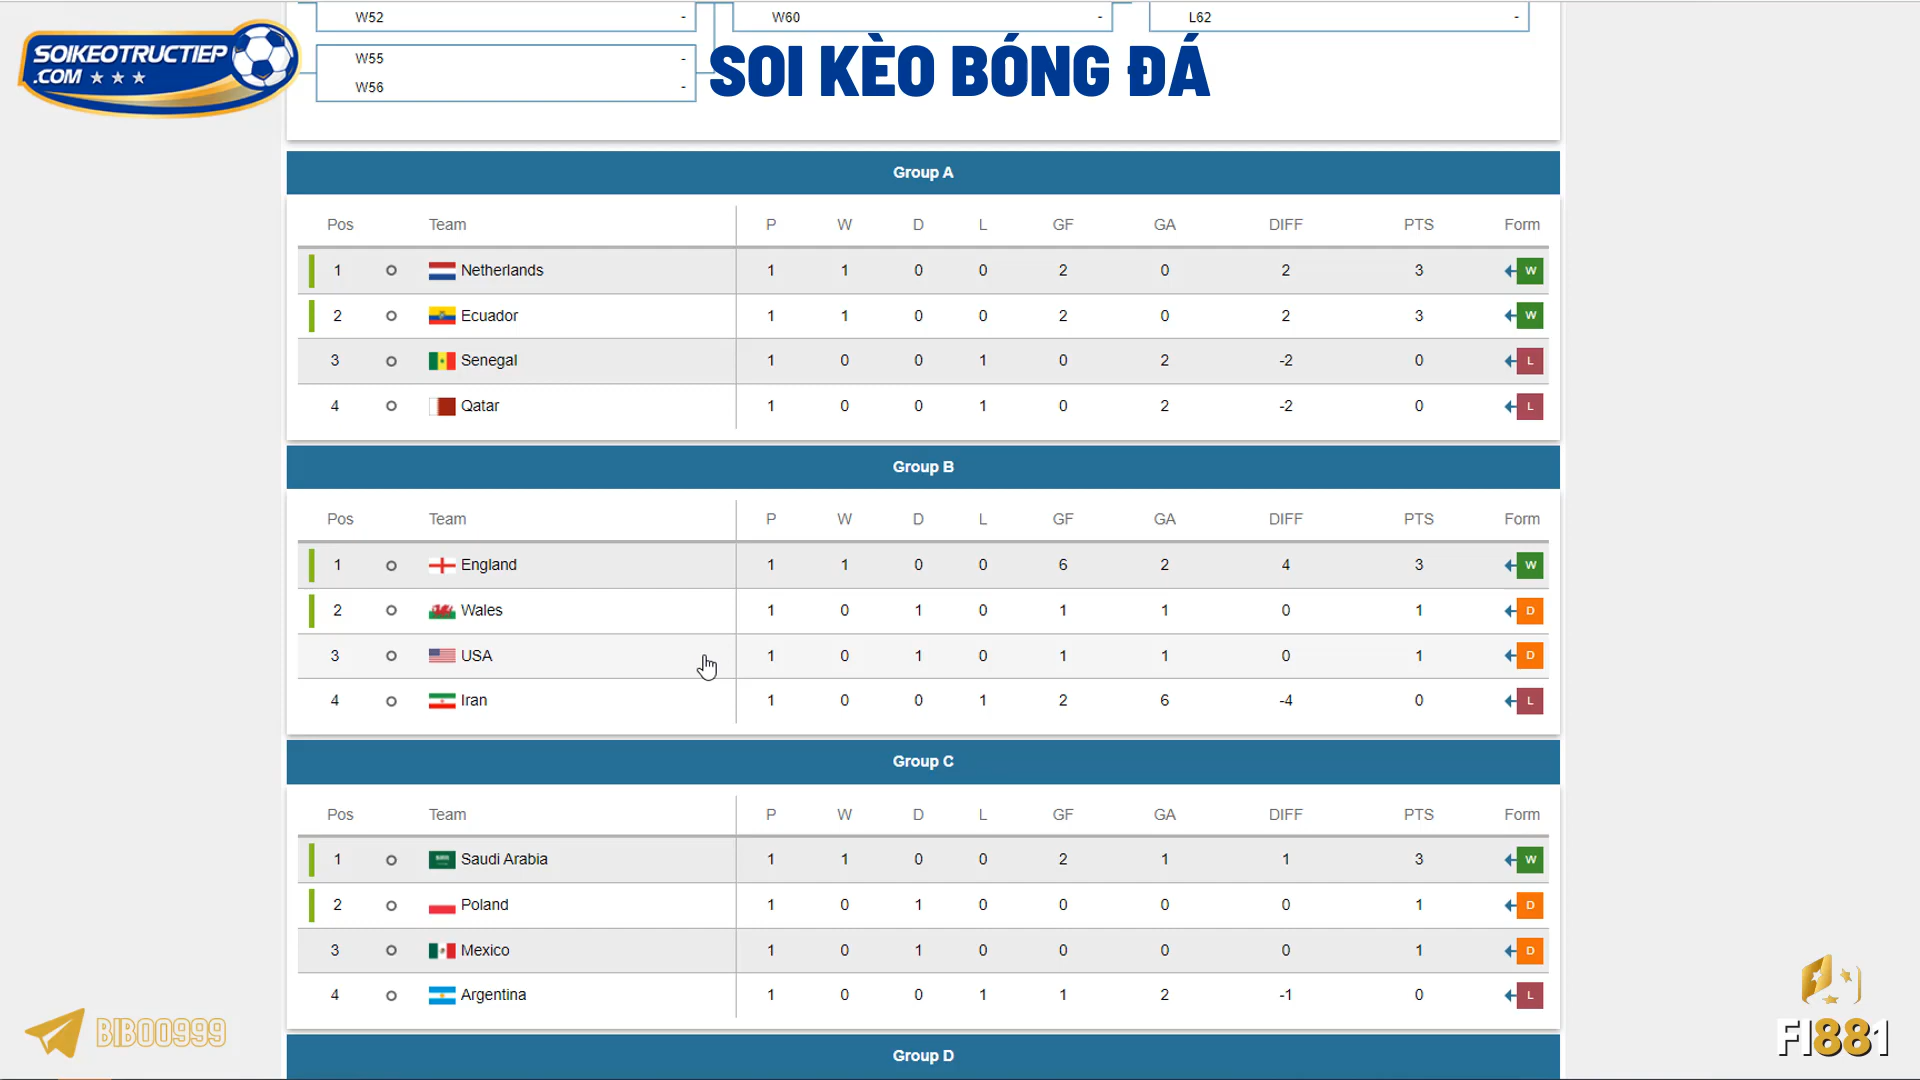 W52 -
W60 -
L62 -
W55 -
W56 -
SOIKEOTRUCTIEP
.COM
SOI KÈO BÓNG ĐÁ
Group A
Pos Team P W D L GF GA DIFF PTS Form
1 Netherlands 1 1 0 0 2 0 2 3 W
2 Ecuador 1 1 0 0 2 0 2 3 W
3 Senegal 1 0 0 1 0 2 -2 0 L
4 Qatar 1 0 0 1 0 2 -2 0 L
Group B
Pos Team P W D L GF GA DIFF PTS Form
1 England 1 1 0 0 6 2 4 3 W
2 Wales 1 0 1 0 1 1 0 1 D
3 USA 1 0 1 0 1 1 0 1 D
4 Iran 1 0 0 1 2 6 -4 0 L
Group C
Pos Team P W D L GF GA DIFF PTS Form
1 Saudi Arabia 1 1 0 0 2 1 1 3 W
2 Poland 1 0 1 0 0 0 0 1 D
3 Mexico 1 0 1 0 0 0 0 1 D
4 Argentina 1 0 0 1 1 2 -1 0 L
Group D
BIBOO999
FI881